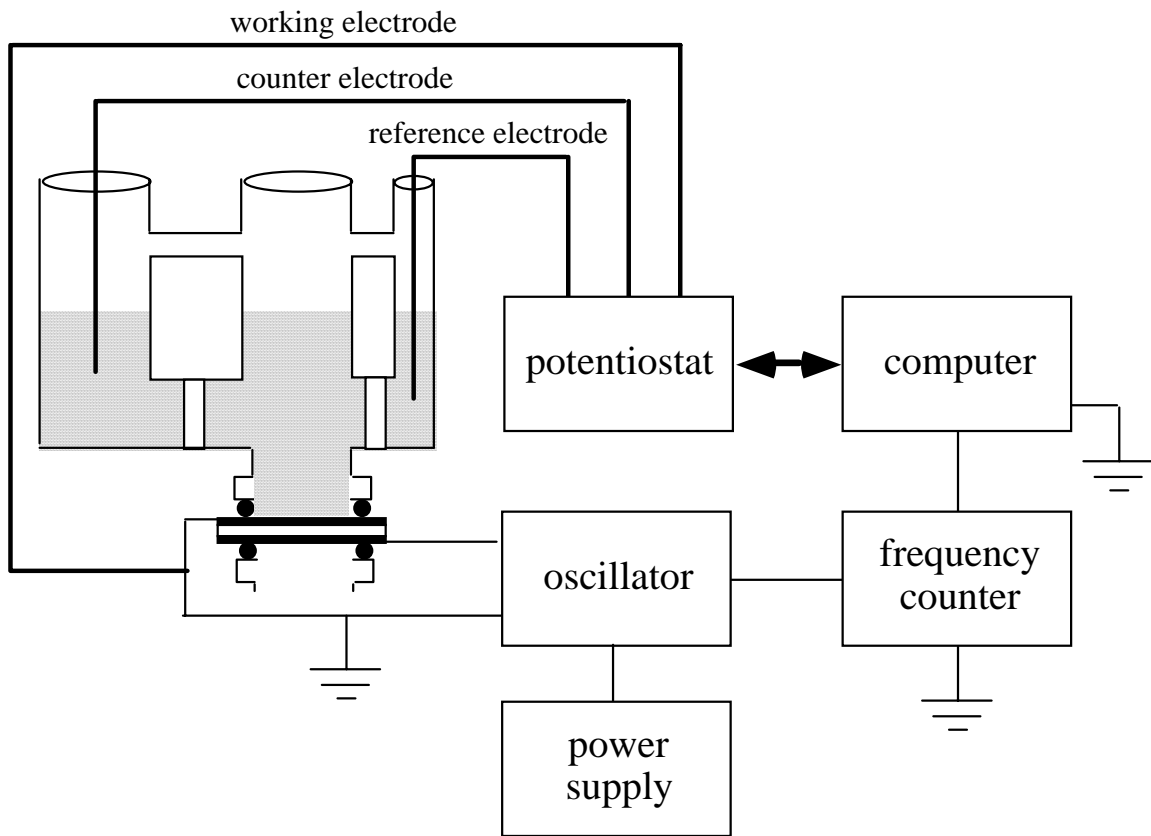 working electrode
counter electrode
reference electrode
potentiostat
computer
oscillator
frequency
counter
power
supply